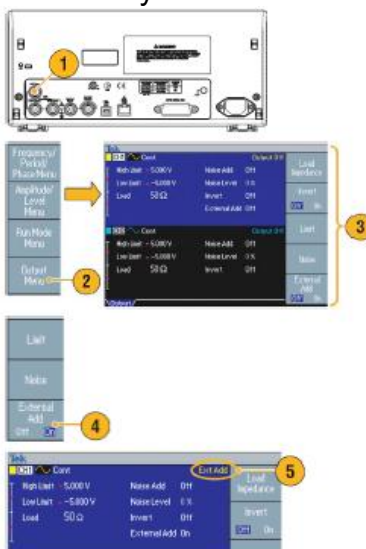 1
Frequency/
Period/
Phase Menu
Amplitude/
Level
Menu
Run Mode
Menu
Output
Menu
2
Tek
CH1 Cont Output Off
High Limit 5.000 V Noise Add Off
Low Limit -5.000 V Noise Level 0 %
Load 50 Ω Invert Off
External Add Off
Load
Impedance
Invert
Off On
Limit
Noise
External
Add
Off On
Cont Output Off
High Limit 5.000 V Noise Add Off
Low Limit -5.000 V Noise Level 0 %
Load 50 Ω Invert Off
Output
3
Limit
Noise
External
Add
Off On
4
Tek
CH1 Cont Ext Add
5
High Limit 5.000 V Noise Add Off
Low Limit -5.000 V Noise Level 0 %
Load 50 Ω Invert Off
External Add On
Load
Impedance
Invert
Off On